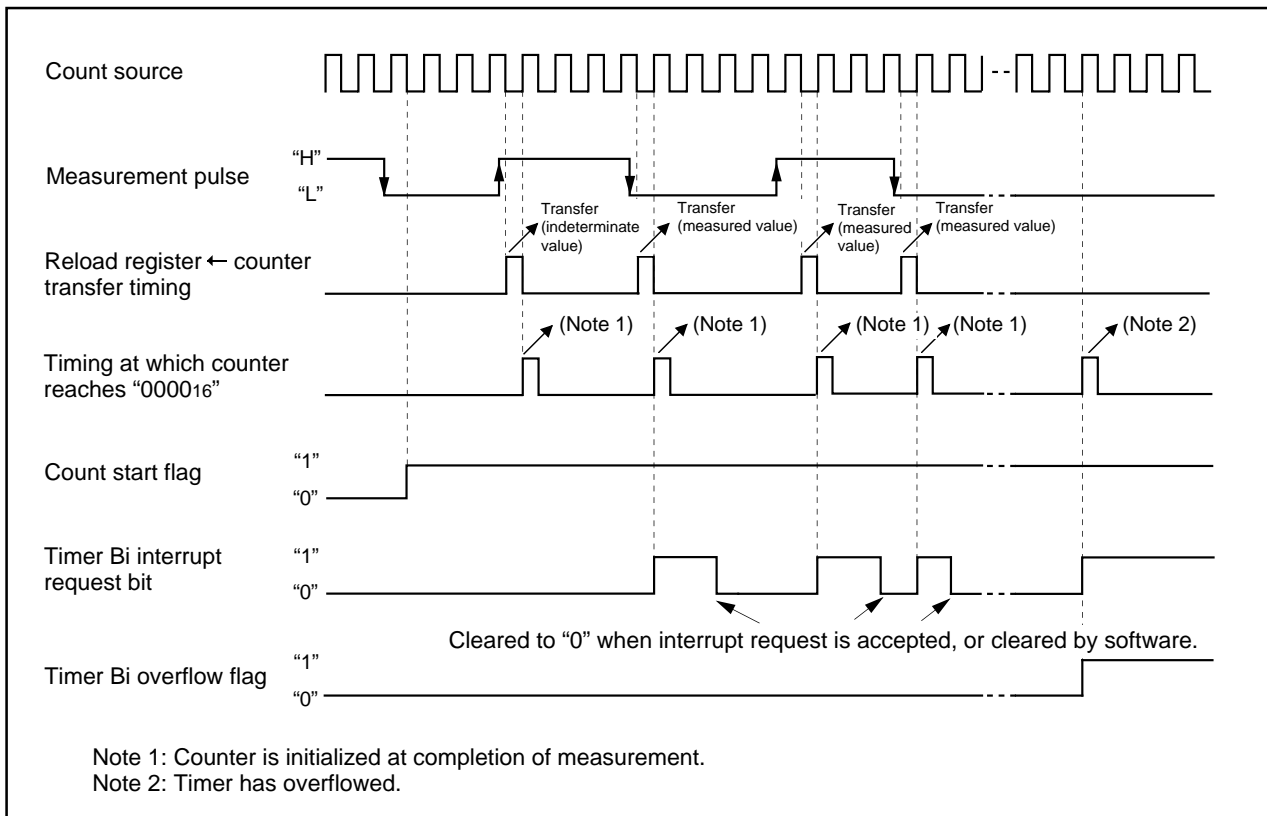 Count source
Measurement pulse
“H”
“L”
Transfer
(indeterminate
value)
Transfer
(measured value)
Transfer
(measured
value)
Transfer
(measured value)
Reload register ← counter
transfer timing
(Note 1)
(Note 1)
(Note 1)
(Note 1)
(Note 2)
Timing at which counter
reaches “000016”
Count start flag
“1”
“0”
Timer Bi interrupt
request bit
“1”
“0”
Cleared to “0” when interrupt request is accepted, or cleared by software.
Timer Bi overflow flag
“1”
“0”
Note 1: Counter is initialized at completion of measurement.
Note 2: Timer has overflowed.